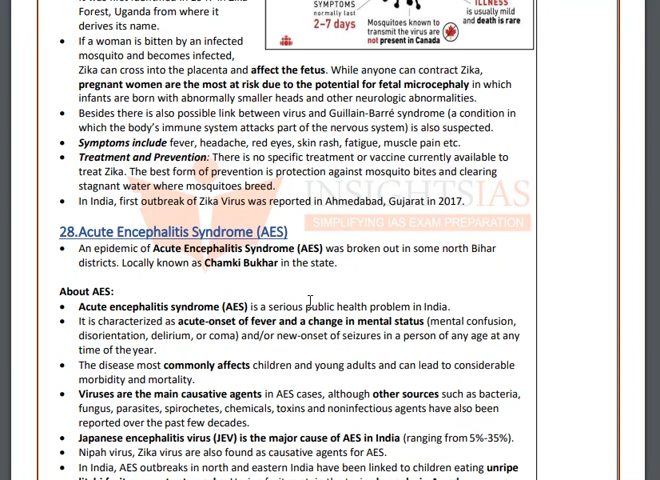 Forest, Uganda from where it
derives its name.
• If a woman is bitten by an infected
mosquito and becomes infected,
Zika can cross into the placenta and affect the fetus. While anyone can contract Zika,
pregnant women are the most at risk due to the potential for fetal microcephaly in which
infants are born with abnormally smaller heads and other neurologic abnormalities.
• Besides there is also possible link between virus and Guillain-Barré syndrome (a condition in
which the body's immune system attacks part of the nervous system) is also suspected.
• Symptoms include fever, headache, red eyes, skin rash, fatigue, muscle pain etc.
• Treatment and Prevention: There is no specific treatment or vaccine currently available to
treat Zika. The best form of prevention is protection against mosquito bites and clearing
stagnant water where mosquitoes breed.
• In India, first outbreak of Zika Virus was reported in Ahmedabad, Gujarat in 2017.
SYMPTOMS
normally last
2–7 days
Mosquitoes known to
transmit the virus are
not present in Canada
ILLNESS
is usually mild
and death is rare
INSIGHTSIAS
SIMPLIFYING IAS EXAM PREPARATION
28.Acute Encephalitis Syndrome (AES)
• An epidemic of Acute Encephalitis Syndrome (AES) was broken out in some north Bihar
districts. Locally known as Chamki Bukhar in the state.
About AES:
• Acute encephalitis syndrome (AES) is a serious public health problem in India.
• It is characterized as acute-onset of fever and a change in mental status (mental confusion,
disorientation, delirium, or coma) and/or new-onset of seizures in a person of any age at any
time of the year.
• The disease most commonly affects children and young adults and can lead to considerable
morbidity and mortality.
• Viruses are the main causative agents in AES cases, although other sources such as bacteria,
fungus, parasites, spirochetes, chemicals, toxins and noninfectious agents have also been
reported over the past few decades.
• Japanese encephalitis virus (JEV) is the major cause of AES in India (ranging from 5%-35%).
• Nipah virus, Zika virus are also found as causative agents for AES.
• In India, AES outbreaks in north and eastern India have been linked to children eating unripe